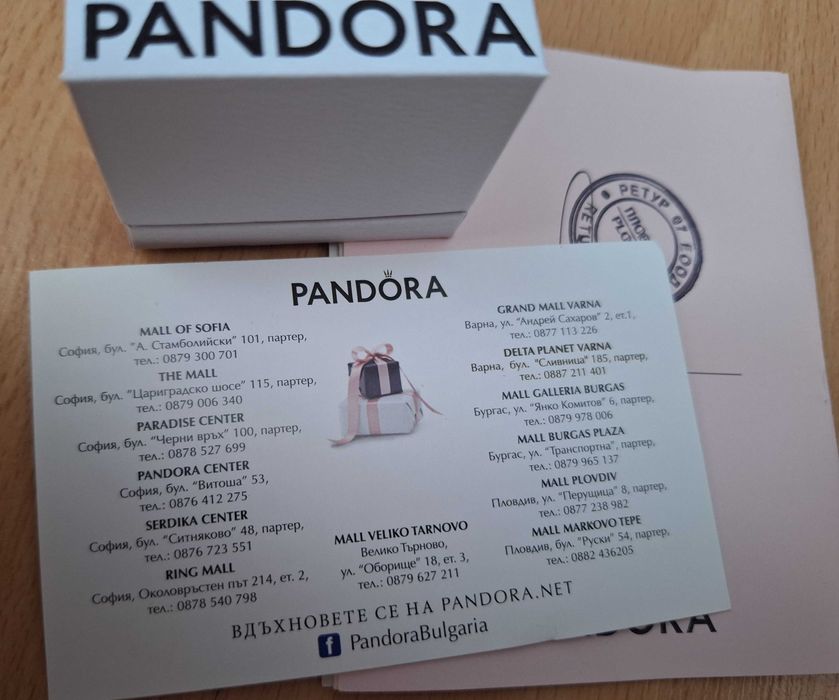 PANDORA
РЕТУР ОТ
PANDORA
MALL OF SOFIA
София, бул. "А. Стамболийски" 101, партер,
тел.: 0879 300 701
THE MALL
София, бул. "Цариградско шосе" 115, партер,
тел.: 0879 006 340
PARADISE CENTER
София, бул. "Черни връх" 100, партер,
тел.: 0878 527 699
PANDORA CENTER
София, бул. "Витоша" 53,
тел.: 0876 412 275
SERDIKA CENTER
София, бул. "Ситняково" 48, партер,
тел.: 0876 723 551
RING MALL
София, Околовръстен път 214, ет. 2,
тел.: 0878 540 798
MALL VELIKO TARNOVO
Велико Търново,
ул. "Оборище" 18, ет. 3,
тел.: 0879 627 211
GRAND MALL VARNA
Варна, ул. "Андрей Сахаров" 2, ет.1,
тел.: 0877 113 226
DELTA PLANET VARNA
Варна, бул. "Сливница" 185, партер,
тел.: 0887 211 401
MALL GALLERIA BURGAS
Бургас, ул. "Янко Комитов" 6, партер,
тел.: 0879 978 006
MALL BURGAS PLAZA
Бургас, ул. "Транспортна", партер,
тел.: 0879 965 137
MALL PLOVDIV
Пловдив, ул. "Перущица" 8, партер,
тел.: 0877 238 982
MALL MARKOVO TEPE
Пловдив, бул. "Руски" 54, партер,
тел.: 0882 436205
ВДЪХНОВЕТЕ СЕ НА PANDORA.NET
f PandoraBulgaria